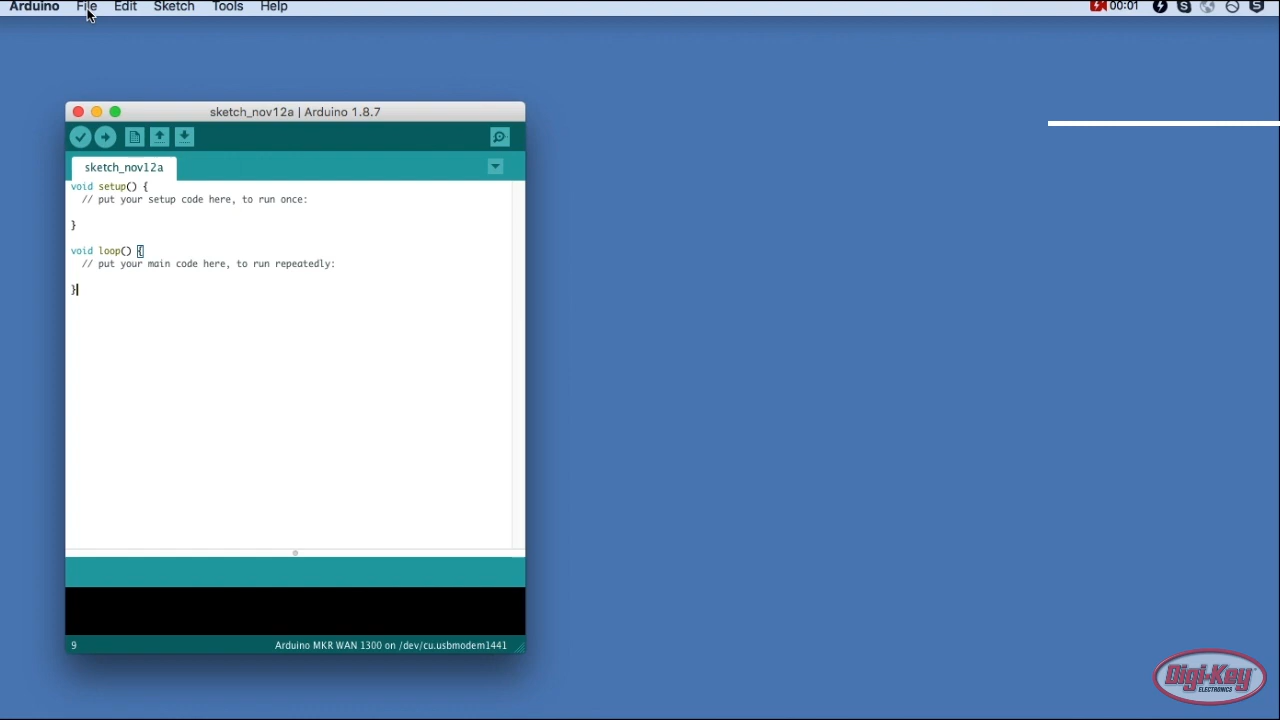 Arduino File Edit Sketch Tools Help 00:01
sketch_nov12a | Arduino 1.8.7
sketch_nov12a
void setup() {
  // put your setup code here, to run once:
}
void loop() {
  // put your main code here, to run repeatedly:
}
9 Arduino MKR WAN 1300 on /dev/cu.usbmodem1441
Digi-Key
ELECTRONICS